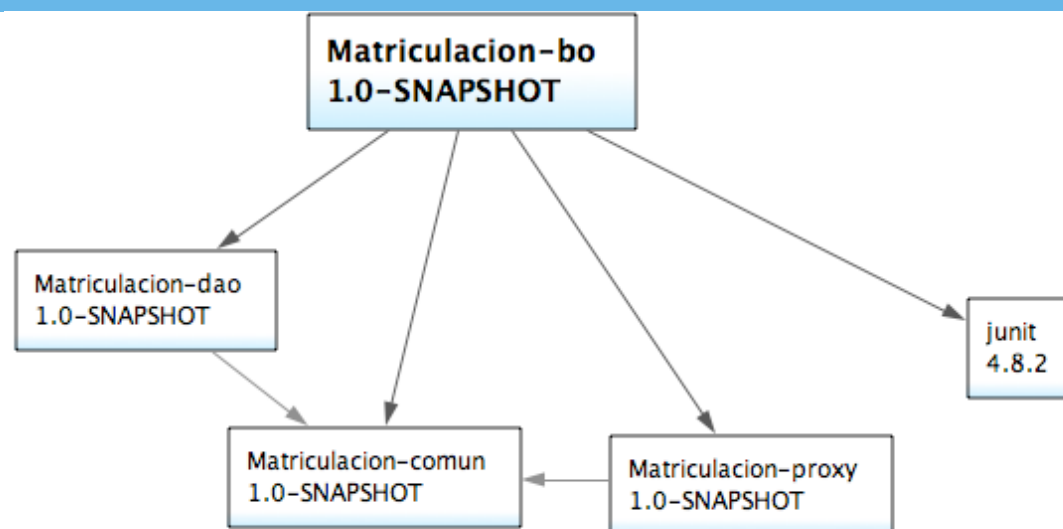 Matriculacion-bo
1.0-SNAPSHOT
Matriculacion-dao
1.0-SNAPSHOT
junit
4.8.2
Matriculacion-comun
1.0-SNAPSHOT
Matriculacion-proxy
1.0-SNAPSHOT